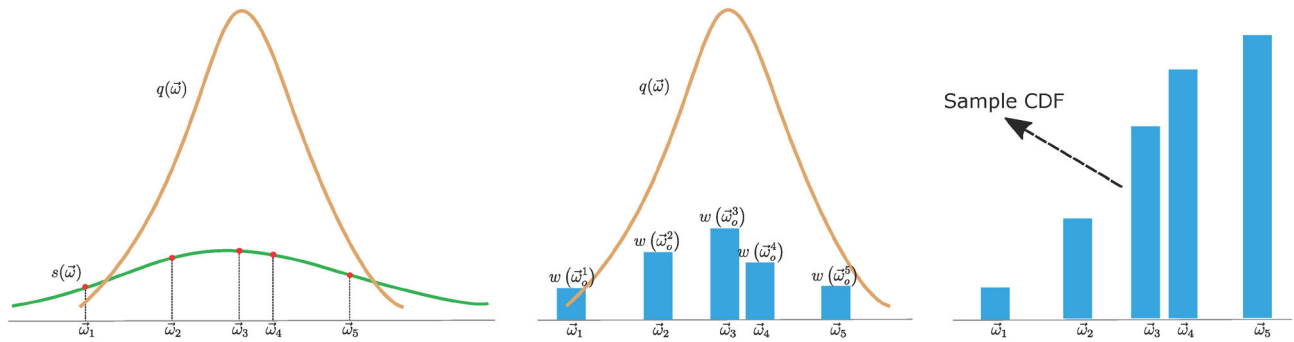 q(ω⃗)
s(ω⃗)
ω⃗₁ ω⃗₂ ω⃗₃ ω⃗₄ ω⃗₅
q(ω⃗)
w (ω⃗ₒ³)
w (ω⃗ₒ²)
w (ω⃗ₒ⁴)
w (ω⃗ₒ¹)
w (ω⃗ₒ⁵)
ω⃗₁ ω⃗₂ ω⃗₃ ω⃗₄ ω⃗₅
Sample CDF
ω⃗₁ ω⃗₂ ω⃗₃ ω⃗₄ ω⃗₅